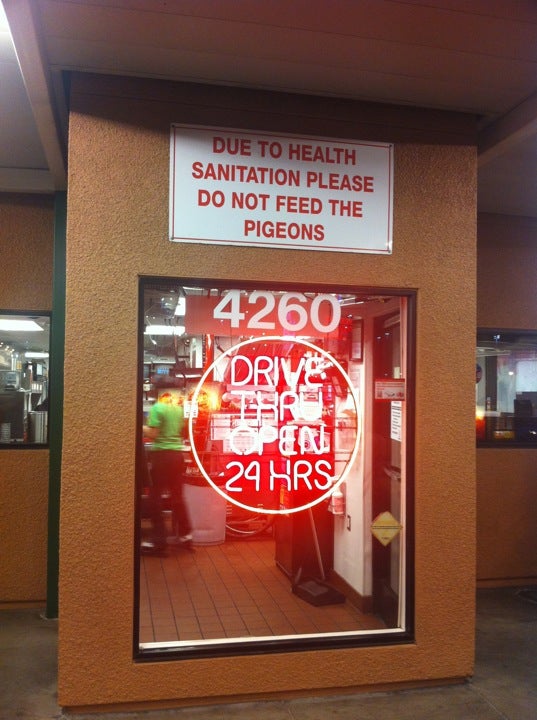 DUE TO HEALTH
SANITATION PLEASE
DO NOT FEED THE
PIGEONS
4260
DRIVE
THRU
OPEN
24 HRS